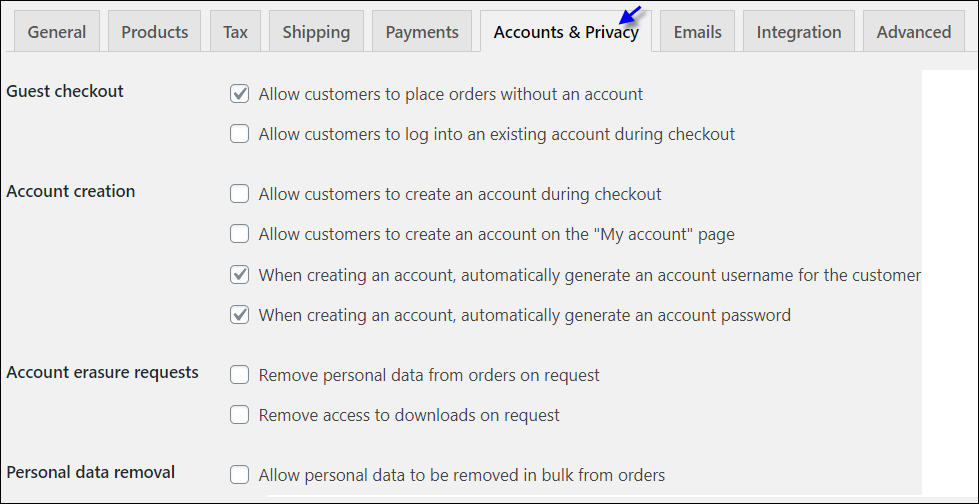 General Products Tax Shipping Payments Accounts & Privacy Emails Integration Advanced
Guest checkout Allow customers to place orders without an account
Allow customers to log into an existing account during checkout
Account creation Allow customers to create an account during checkout
Allow customers to create an account on the "My account" page
When creating an account, automatically generate an account username for the customer
When creating an account, automatically generate an account password
Account erasure requests Remove personal data from orders on request
Remove access to downloads on request
Personal data removal Allow personal data to be removed in bulk from orders